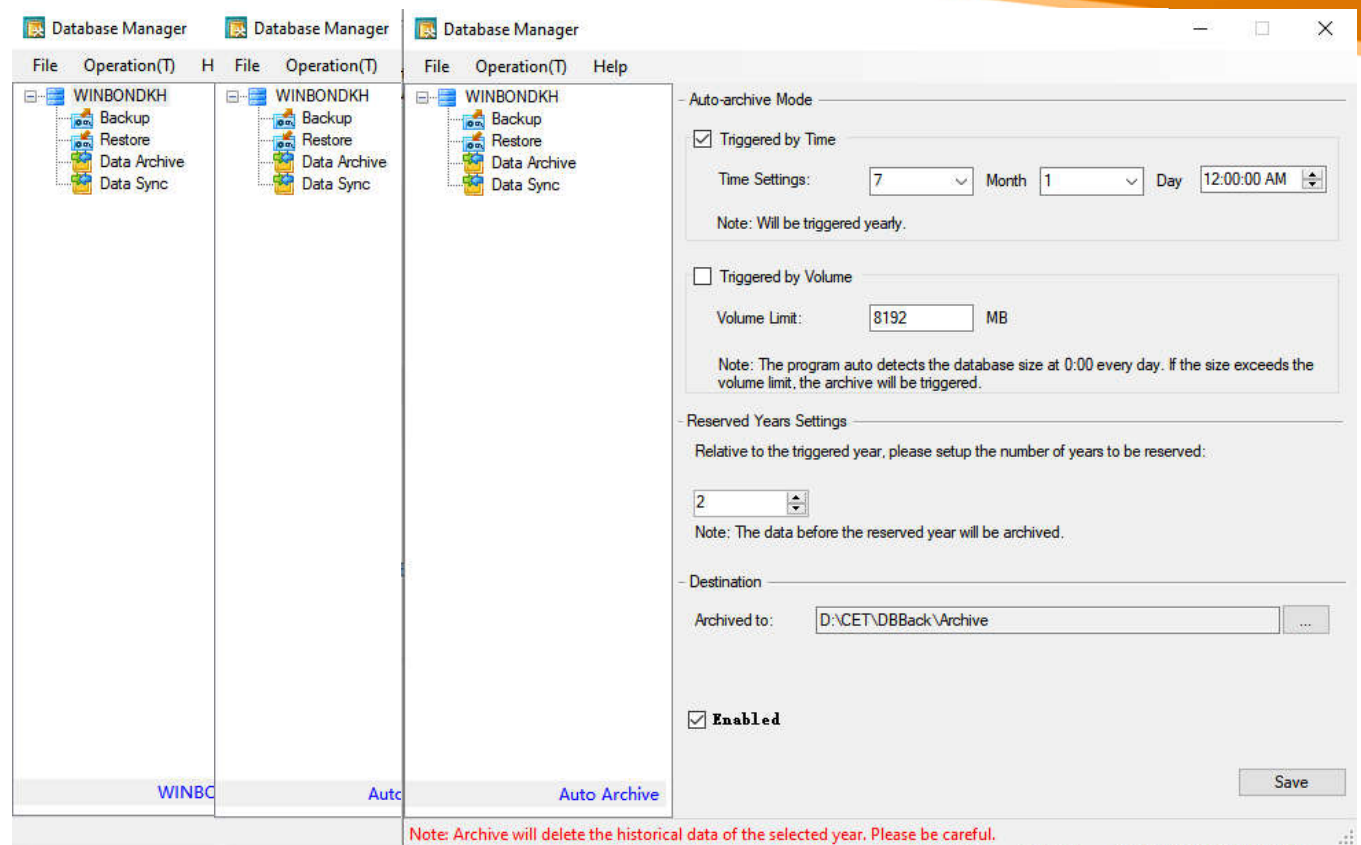 Database Manager
File Operation(T) H
WINBONDKH
Backup
Restore
Data Archive
Data Sync
WINBO
Database Manager
File Operation(T)
WINBONDKH
Backup
Restore
Data Archive
Data Sync
Auto
Database Manager
File Operation(T) Help
WINBONDKH
Backup
Restore
Data Archive
Data Sync
Auto Archive
Auto-archive Mode
Triggered by Time
Time Settings: 7 Month 1 Day 12:00:00 AM
Note: Will be triggered yearly.
Triggered by Volume
Volume Limit: 8192 MB
Note: The program auto detects the database size at 0:00 every day. If the size exceeds the
volume limit, the archive will be triggered.
Reserved Years Settings
Relative to the triggered year, please setup the number of years to be reserved:
2
Note: The data before the reserved year will be archived.
Destination
Archived to: D:\CET\DBBack\Archive ...
Enabled
Save
Note: Archive will delete the historical data of the selected year. Please be careful.